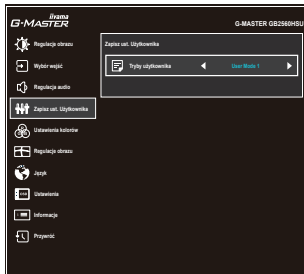 iiyama
G-MASTER
G-MASTER GB2560HSU
Regulacje obrazu
Wybór wejść
Regulacja audio
Zapisz ust. Użytkownika
Ustawienia kolorów
Regulacje obrazu
Język
OSD
Ustawienia
Informacje
Przywróć
Zapisz ust. Użytkownika
Tryby użytkownika
User Mode 1